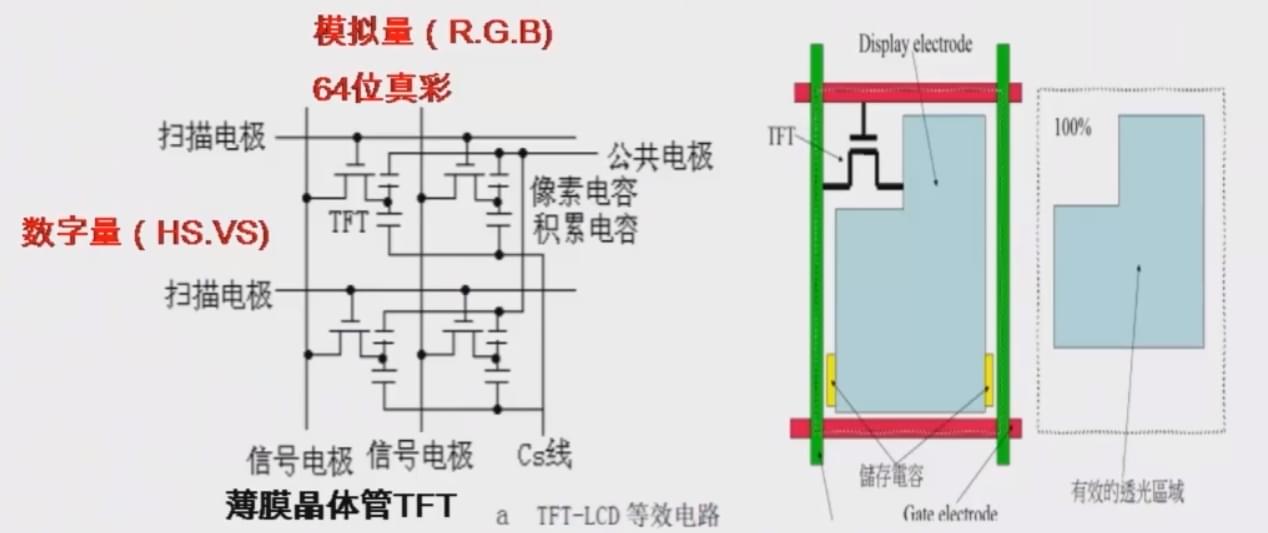 模拟量（R.G.B)
64位真彩
扫描电极
公共电极
像素电容
TFT
积累电容
数字量（HS.VS)
扫描电极
信号电极
信号电极
Cs线
薄膜晶体管TFT
a TFT-LCD 等效电路
Display electrode
TFT
儲存電容
Gate electrode
100%
有效的透光區域